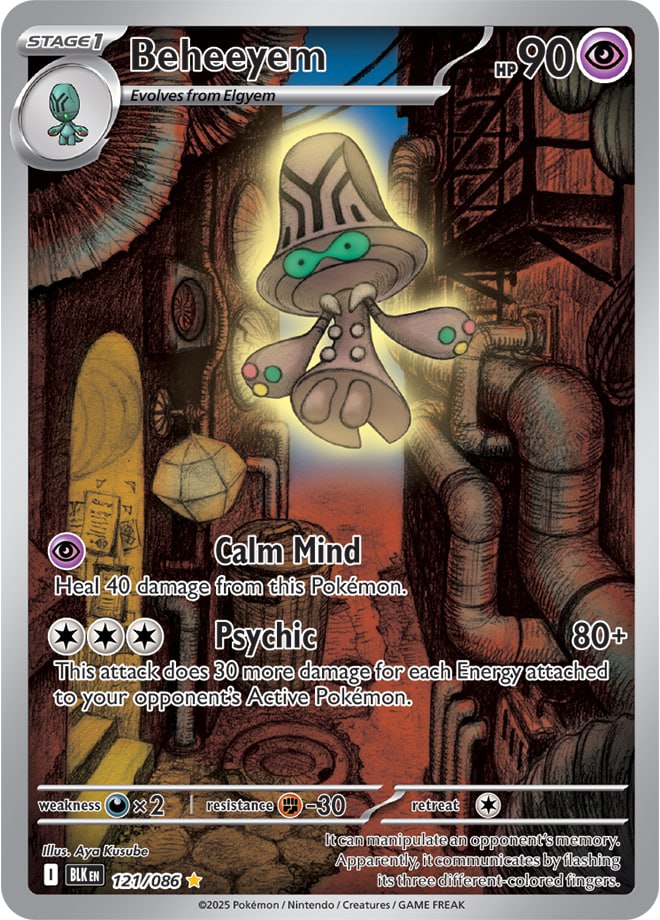 STAGE 1
Beheeyem
HP 90
Evolves from Elgyem
Calm Mind
Heal 40 damage from this Pokémon.
Psychic 80+
This attack does 30 more damage for each Energy attached
to your opponent's Active Pokémon.
weakness ×2 resistance -30 retreat
It can manipulate an opponent's memory.
Apparently, it communicates by flashing
its three different-colored fingers.
Illus. Aya Kusube
I BLK EN 121/086
©2025 Pokémon / Nintendo / Creatures / GAME FREAK